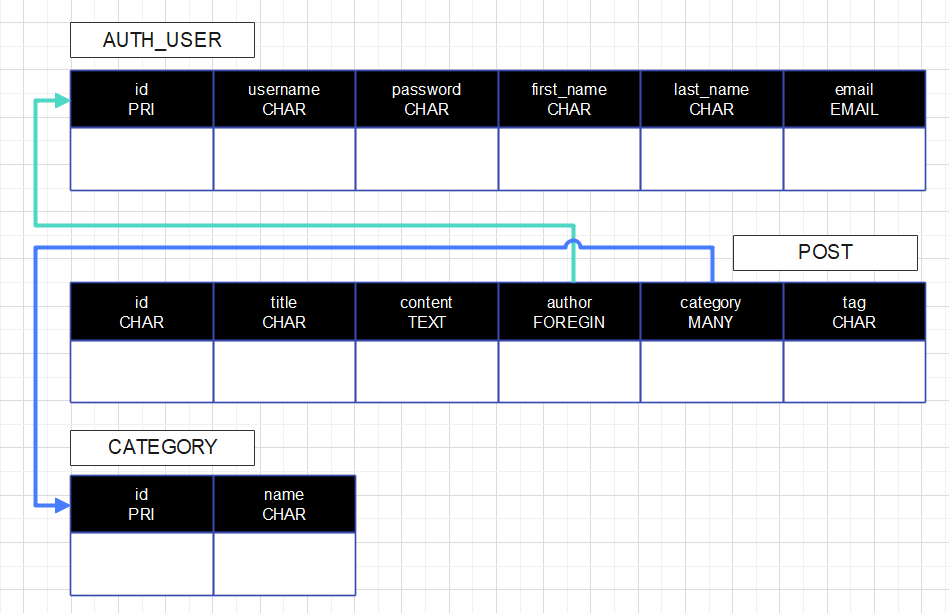 AUTH_USER
id username password first_name last_name email
PRI CHAR CHAR CHAR CHAR EMAIL
POST
id title content author category tag
CHAR CHAR TEXT FOREGIN MANY CHAR
CATEGORY
id name
PRI CHAR